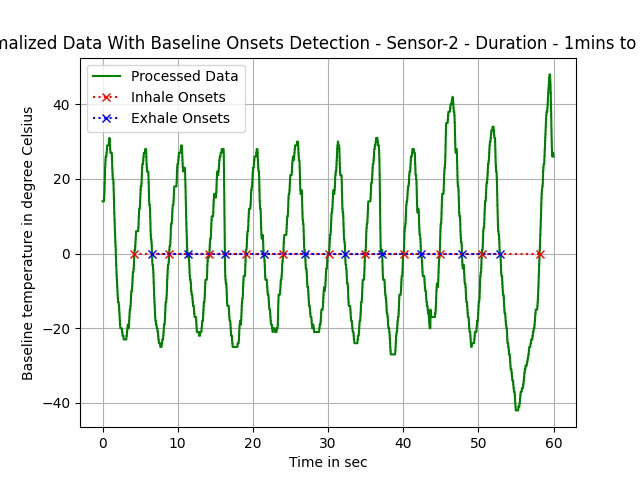 malized Data With Baseline Onsets Detection - Sensor-2 - Duration - 1mins to
Processed Data
Inhale Onsets
Exhale Onsets
Baseline temperature in degree Celsius
40
20
0
−20
−40
0 10 20 30 40 50 60
Time in sec